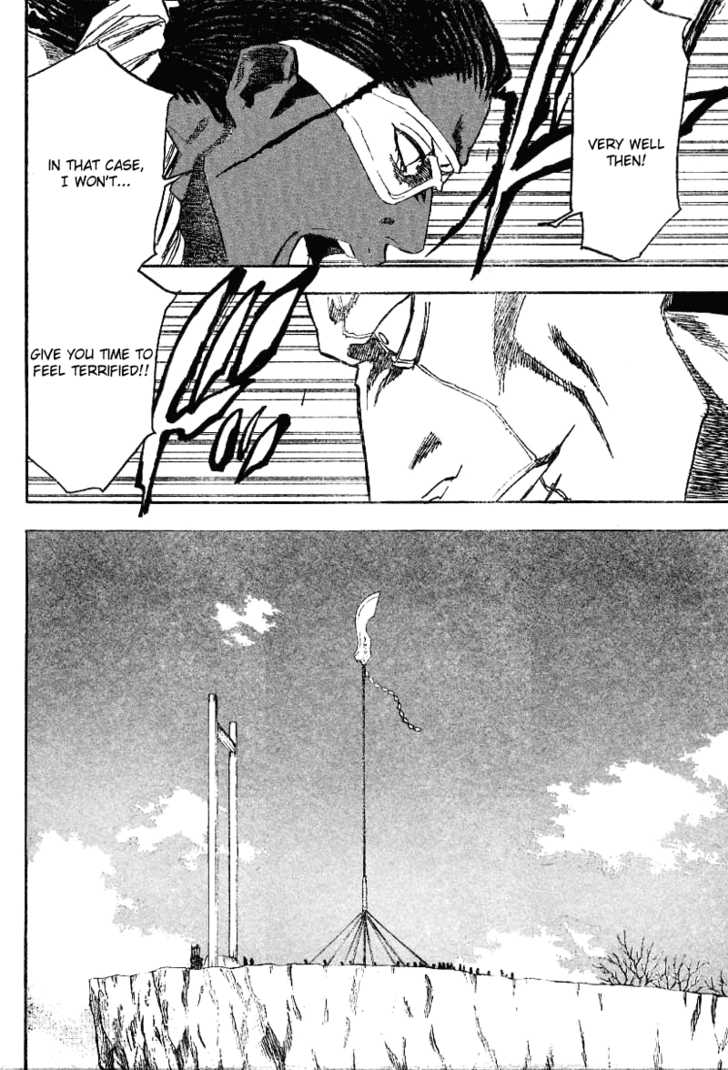 VERY WELL
THEN!
IN THAT CASE,
I WON'T...
GIVE YOU TIME TO
FEEL TERRIFIED!!